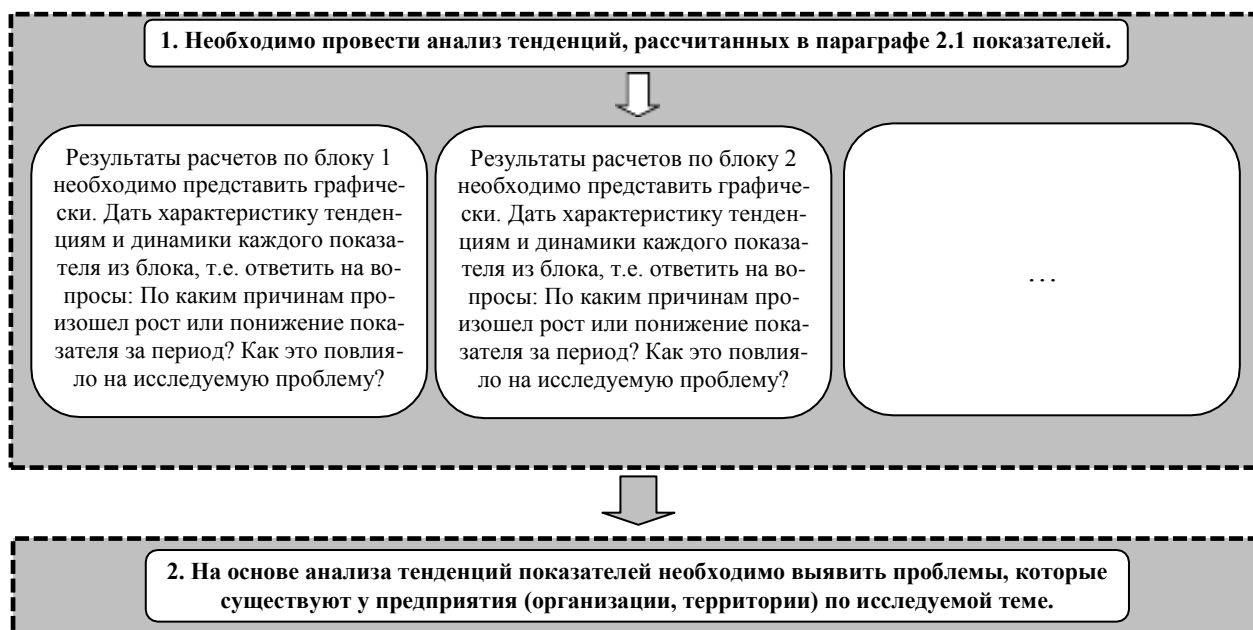 1. Необходимо провести анализ тенденций, рассчитанных в параграфе 2.1 показателей.
Результаты расчетов по блоку 1
необходимо представить графиче-
ски. Дать характеристику тенден-
циям и динамики каждого показа-
теля из блока, т.е. ответить на во-
просы: По каким причинам про-
изошел рост или понижение пока-
зателя за период? Как это повлия-
ло на исследуемую проблему?
Результаты расчетов по блоку 2
необходимо представить графиче-
ски. Дать характеристику тенден-
циям и динамики каждого показа-
теля из блока, т.е. ответить на во-
просы: По каким причинам про-
изошел рост или понижение пока-
зателя за период? Как это повлия-
ло на исследуемую проблему?
…
2. На основе анализа тенденций показателей необходимо выявить проблемы, которые
существуют у предприятия (организации, территории) по исследуемой теме.